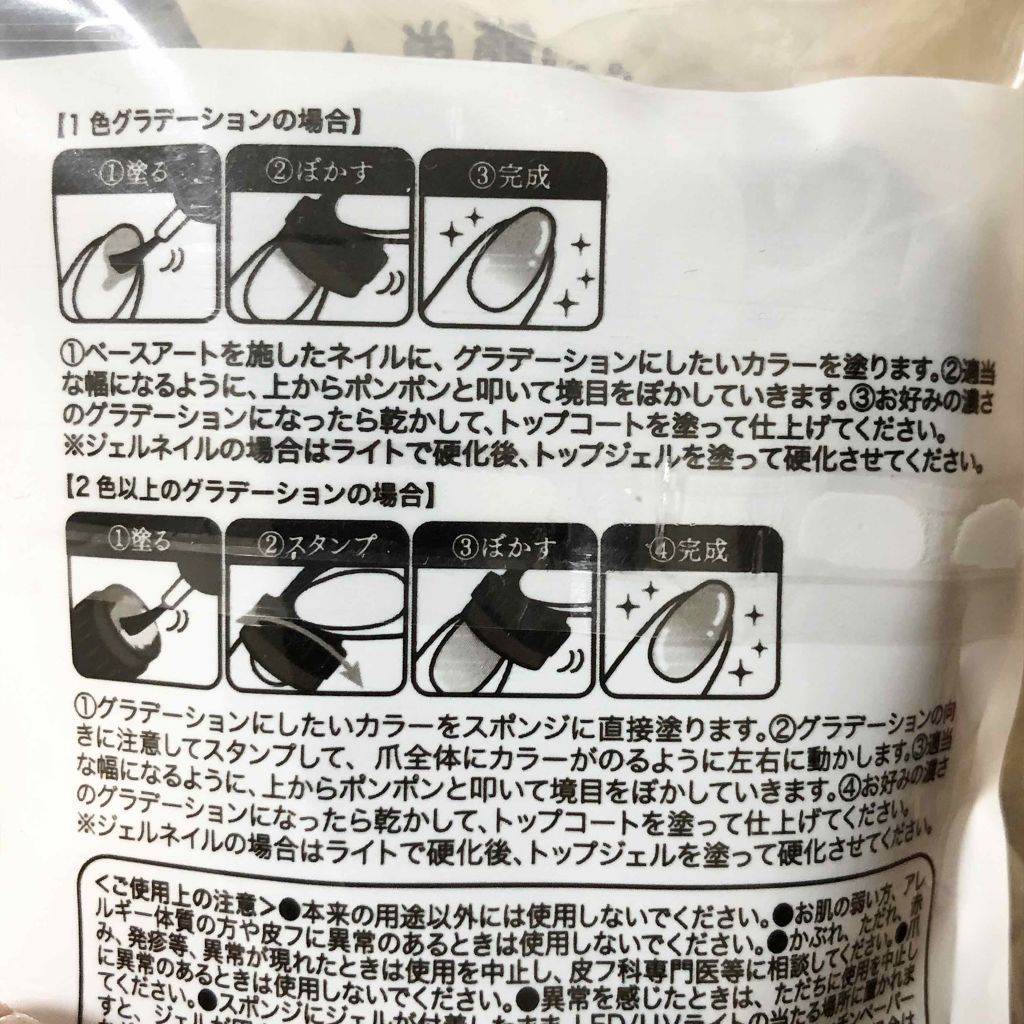 【1色グラデーションの場合】
①塗る ②ぼかす ③完成
①ベースアートを施したネイルに、グラデーションにしたいカラーを塗ります。②適当
な幅になるように、上からポンポンと叩いて境目をぼかしていきます。③お好みの濃さ
のグラデーションになったら乾かして、トップコートを塗って仕上げてください。
※ジェルネイルの場合はライトで硬化後、トップジェルを塗って硬化させてください。
【2色以上のグラデーションの場合】
①塗る ②スタンプ ③ぼかす ④完成
①グラデーションにしたいカラーをスポンジに直接塗ります。②グラデーションの向
きに注意してスタンプして、爪全体にカラーがのるように左右に動かします。③適当
な幅になるように、上からポンポンと叩いて境目をぼかしていきます。④お好みの濃さ
のグラデーションになったら乾かして、トップコートを塗って仕上げてください。
※ジェルネイルの場合はライトで硬化後、トップジェルを塗って硬化させてください。
<ご使用上の注意>●本来の用途以外には使用しないでください。●お肌の弱い方、アレ
ルギー体質の方や皮フに異常のあるときは使用しないでください。●かぶれ、ただれ、赤
み、発疹等、異常が現れたときは使用を中止し、皮フ科専門医等に相談してください。●爪
に異常のあるときは使用しないでください。●異常を感じたときは、ただちに使用を中止し
てください。●スポンジにジェルが付着したまま、LED/UVライトの当たる場所に置かれま
すと、ジェルが